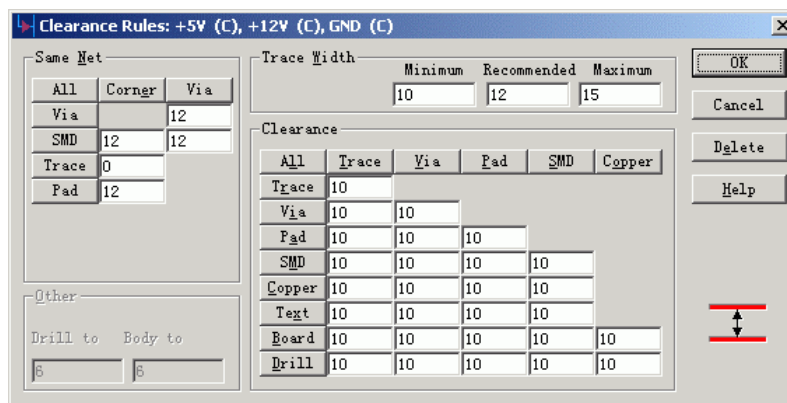 Clearance Rules: +5V (C), +12V (C), GND (C)
Same Net
All Corner Via
Via 12
SMD 12 12
Trace 0
Pad 12
Other
Drill to Body to
6 6
Trace Width
Minimum Recommended Maximum
10 12 15
Clearance
All Trace Via Pad SMD Copper
Trace 10
Via 10 10
Pad 10 10 10
SMD 10 10 10 10
Copper 10 10 10 10
Text 10 10 10 10
Board 10 10 10 10 10
Drill 10 10 10 10 10
OK
Cancel
Delete
Help